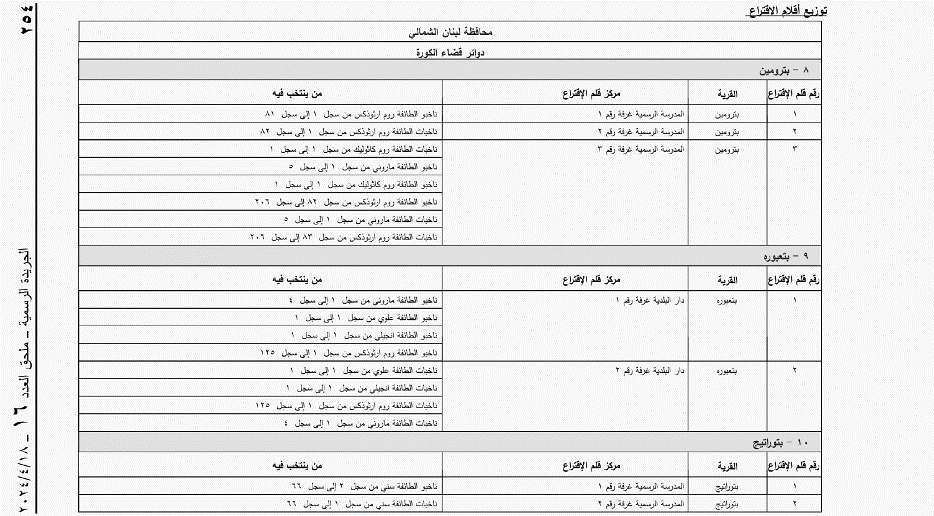 توزيع أقلام الإقتراع
محافظة لبنان الشمالي
دوائر قضاء الكورة
٨ - بترومين
رقم قلم الإقتراع القرية مركز قلم الإقتراع من ينتخب فيه
١ بترومين المدرسة الرسمية غرفة رقم ١ ناخبو الطائفة روم ارثوذكس من سجل ١ إلى سجل ٨١
٢ بترومين المدرسة الرسمية غرفة رقم ٢ ناخبات الطائفة روم ارثوذكس من سجل ١ إلى سجل ٨٢
٣ بترومين المدرسة الرسمية غرفة رقم ٣ ناخبات الطائفة روم كاثوليك من سجل ١ إلى سجل ١
ناخبو الطائفة ماروني من سجل ١ إلى سجل ٥
ناخبو الطائفة روم كاثوليك من سجل ١ إلى سجل ١
ناخبو الطائفة روم ارثوذكس من سجل ٨٢ إلى سجل ٢٠٦
ناخبات الطائفة ماروني من سجل ١ إلى سجل ٥
ناخبات الطائفة روم ارثوذكس من سجل ٨٣ إلى سجل ٢٠٦
٩ - بتعبوره
رقم قلم الإقتراع القرية مركز قلم الإقتراع من ينتخب فيه
١ بتعبوره دار البلدية غرفة رقم ١ ناخبو الطائفة ماروني من سجل ١ إلى سجل ٤
ناخبو الطائفة علوي من سجل ١ إلى سجل ١
ناخبو الطائفة انجيلي من سجل ١ إلى سجل ١
ناخبو الطائفة روم ارثوذكس من سجل ١ إلى سجل ١٢٥
٢ بتعبوره دار البلدية غرفة رقم ٢ ناخبات الطائفة علوي من سجل ١ إلى سجل ١
ناخبات الطائفة انجيلي من سجل ١ إلى سجل ١
ناخبات الطائفة روم ارثوذكس من سجل ١ إلى سجل ١٢٥
ناخبات الطائفة ماروني من سجل ١ إلى سجل ٤
١٠ - بتوراتيج
رقم قلم الإقتراع القرية مركز قلم الإقتراع من ينتخب فيه
١ بتوراتيج المدرسة الرسمية غرفة رقم ١ ناخبو الطائفة سني من سجل ٢ إلى سجل ٦٦
٢ بتوراتيج المدرسة الرسمية غرفة رقم ٢ ناخبات الطائفة سني من سجل ١ إلى سجل ٦٦
٢٥٤
الجريدة الرسمية - ملحق العدد ١٦ - ٢٠٢٤/٤/١٨